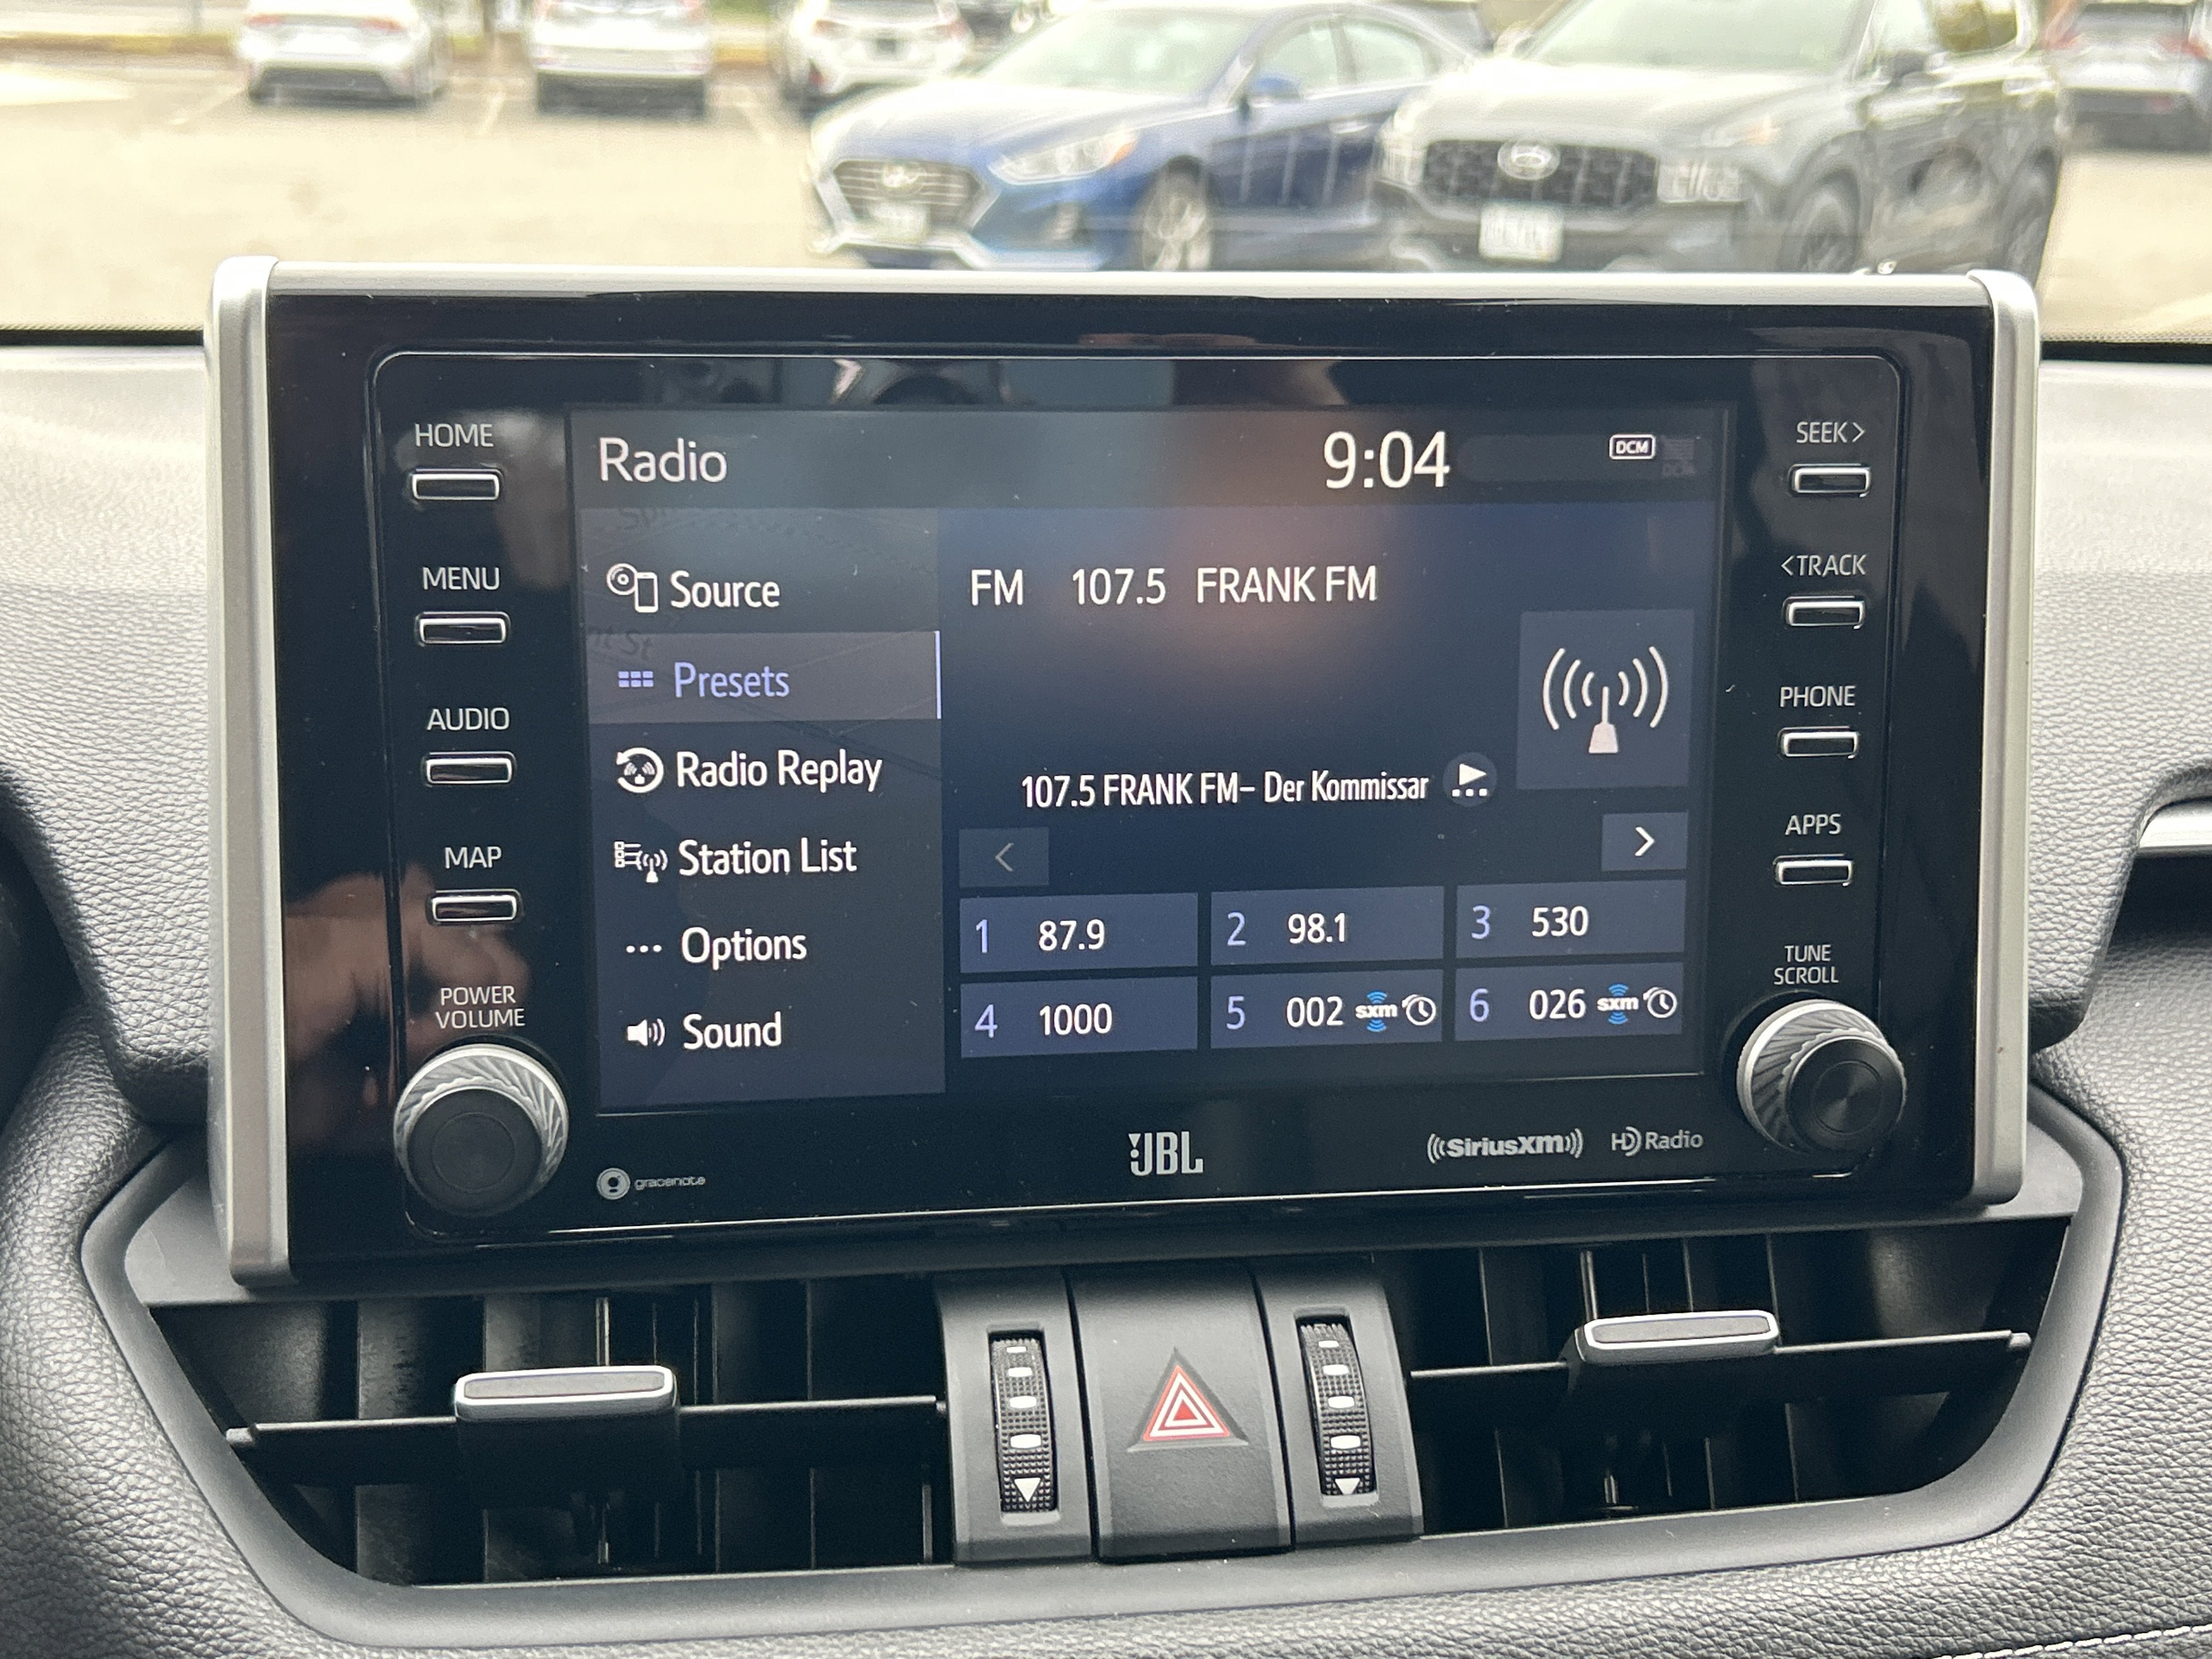 HOME
MENU
AUDIO
MAP
POWER
VOLUME
Radio
9:04
DCM
Source
Presets
Radio Replay
Station List
Options
Sound
FM 107.5 FRANK FM
107.5 FRANK FM– Der Kommissar
1 87.9
2 98.1
3 530
4 1000
5 002 sxm
6 026 sxm
SEEK >
< TRACK
PHONE
APPS
TUNE
SCROLL
gracenote
JBL
SiriusXM
HD Radio